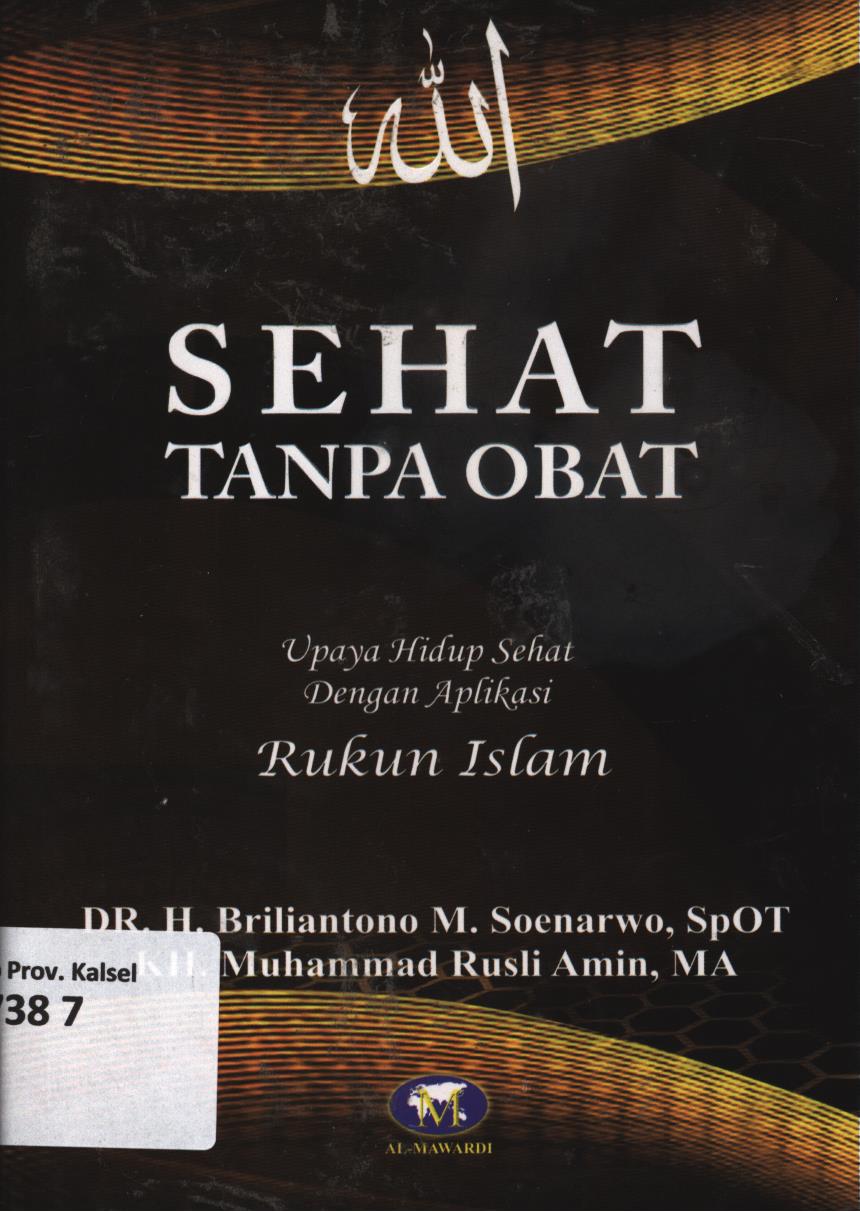 الله
SEHAT
TANPA OBAT
Upaya Hidup Sehat
Dengan Aplikasi
Rukun Islam
DR. H. Briliantono M. Soenarwo, SpOT
KH. Muhammad Rusli Amin, MA
Prov. Kalsel
738 7
M
AL-MAWARDI